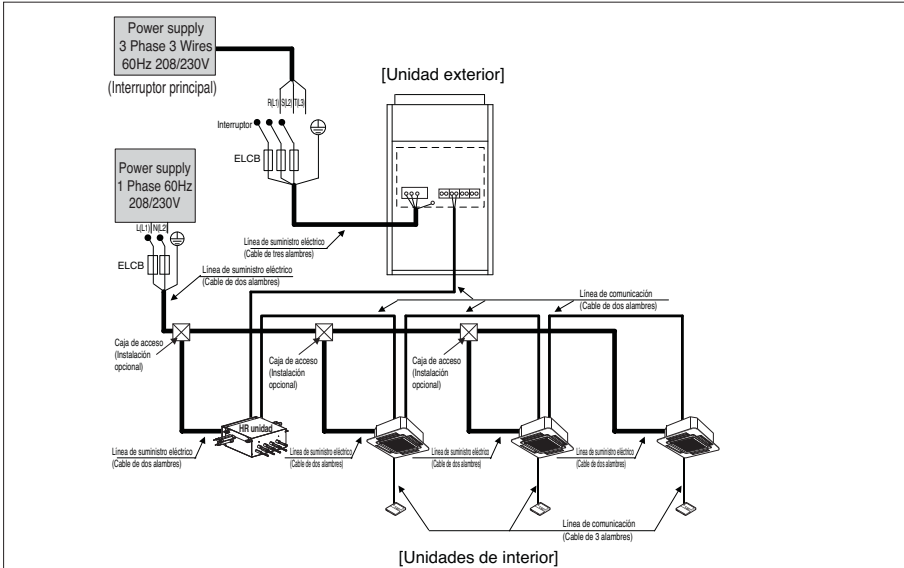 Power supply
3 Phase 3 Wires
60Hz 208/230V
(Interruptor principal)
[Unidad exterior]
R(L1) S(L2) T(L3)
Interruptor
ELCB
Power supply
1 Phase 60Hz
208/230V
L(L1) N(L2)
ELCB
Línea de suministro eléctrico
(Cable de tres alambres)
Línea de suministro eléctrico
(Cable de dos alambres)
Línea de comunicación
(Cable de dos alambres)
Caja de acceso
(Instalación
opcional)
Caja de acceso
(Instalación
opcional)
Caja de acceso
(Instalación
opcional)
HR unidad
Línea de suministro eléctrico
(Cable de dos alambres)
Línea de suministro eléctrico
(Cable de dos alambres)
Línea de suministro eléctrico
(Cable de dos alambres)
Línea de suministro eléctrico
(Cable de dos alambres)
Línea de comunicación
(Cable de 3 alambres)
[Unidades de interior]